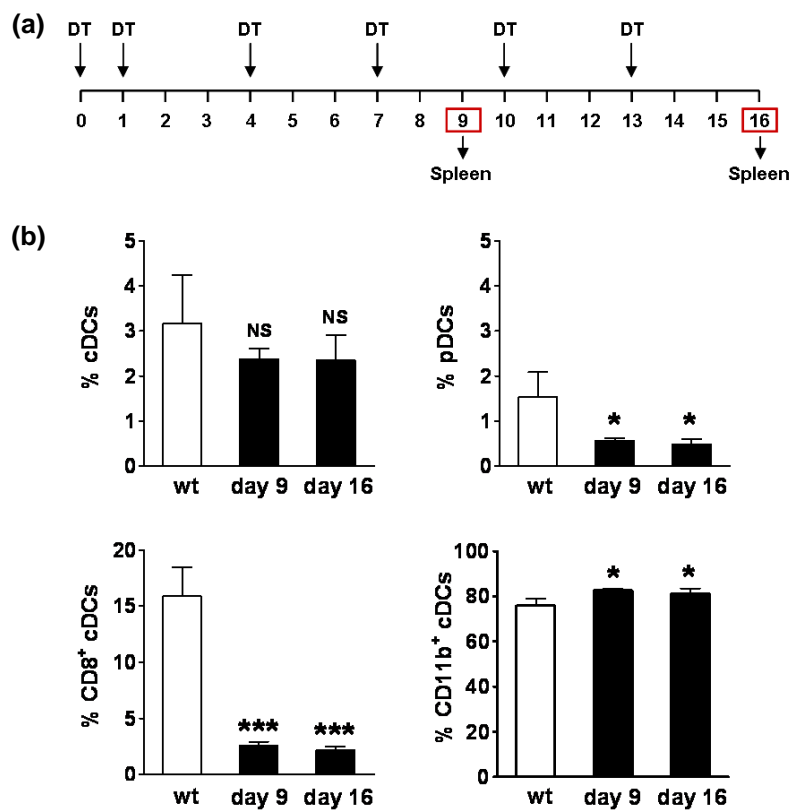 (a)
DT DT DT DT DT DT
0 1 2 3 4 5 6 7 8 9 10 11 12 13 14 15 16
Spleen Spleen
(b)
5
4
3
2
1
0
% cDCs
NS NS
wt day 9 day 16
5
4
3
2
1
0
% pDCs
* *
wt day 9 day 16
20
15
10
5
0
% CD8⁺ cDCs
*** ***
wt day 9 day 16
100
80
60
40
20
0
% CD11b⁺ cDCs
* *
wt day 9 day 16